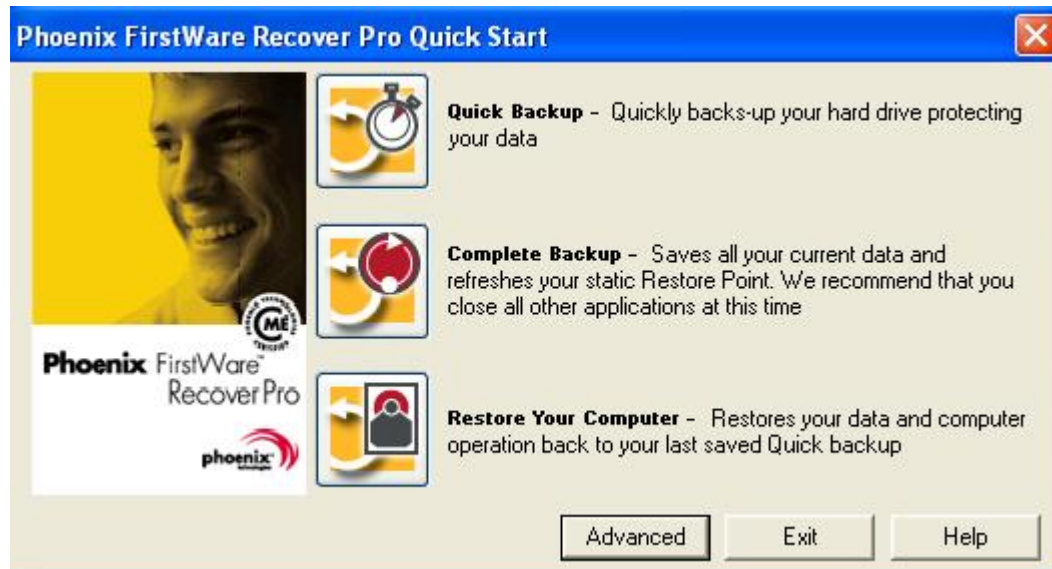 Phoenix FirstWare Recover Pro Quick Start
Quick Backup - Quickly backs-up your hard drive protecting
your data
Complete Backup - Saves all your current data and
refreshes your static Restore Point. We recommend that you
close all other applications at this time
CME
Phoenix FirstWare™
Recover Pro
phoenix
technologies
Restore Your Computer - Restores your data and computer
operation back to your last saved Quick backup
Advanced
Exit
Help